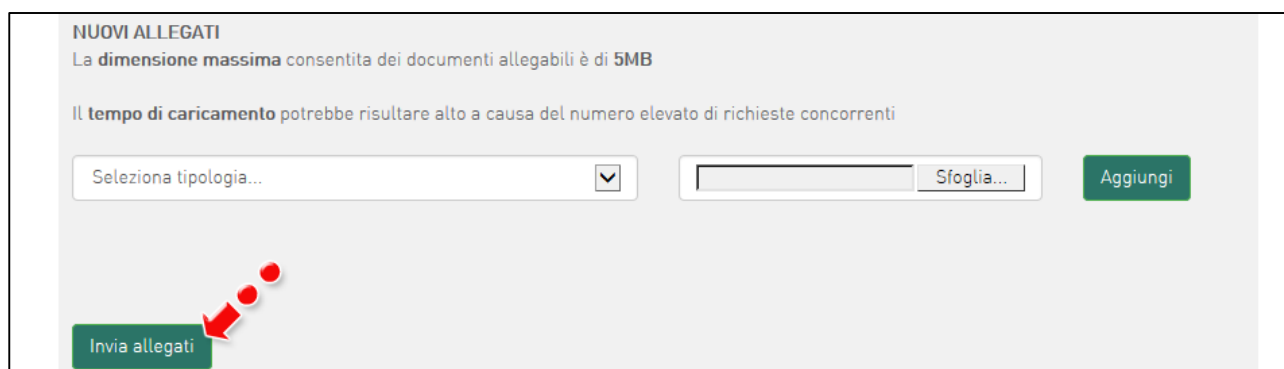 NUOVI ALLEGATI
La dimensione massima consentita dei documenti allegabili è di 5MB
Il tempo di caricamento potrebbe risultare alto a causa del numero elevato di richieste concorrenti
Seleziona tipologia... Sfoglia... Aggiungi
Invia allegati